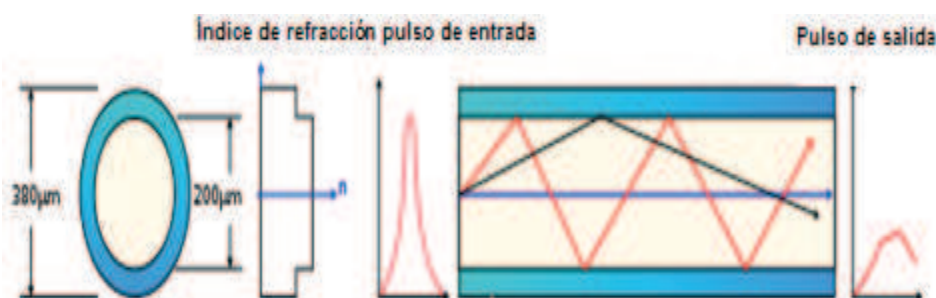 Índice de refracción pulso de entrada
Pulso de salida
380µm
200µm
n